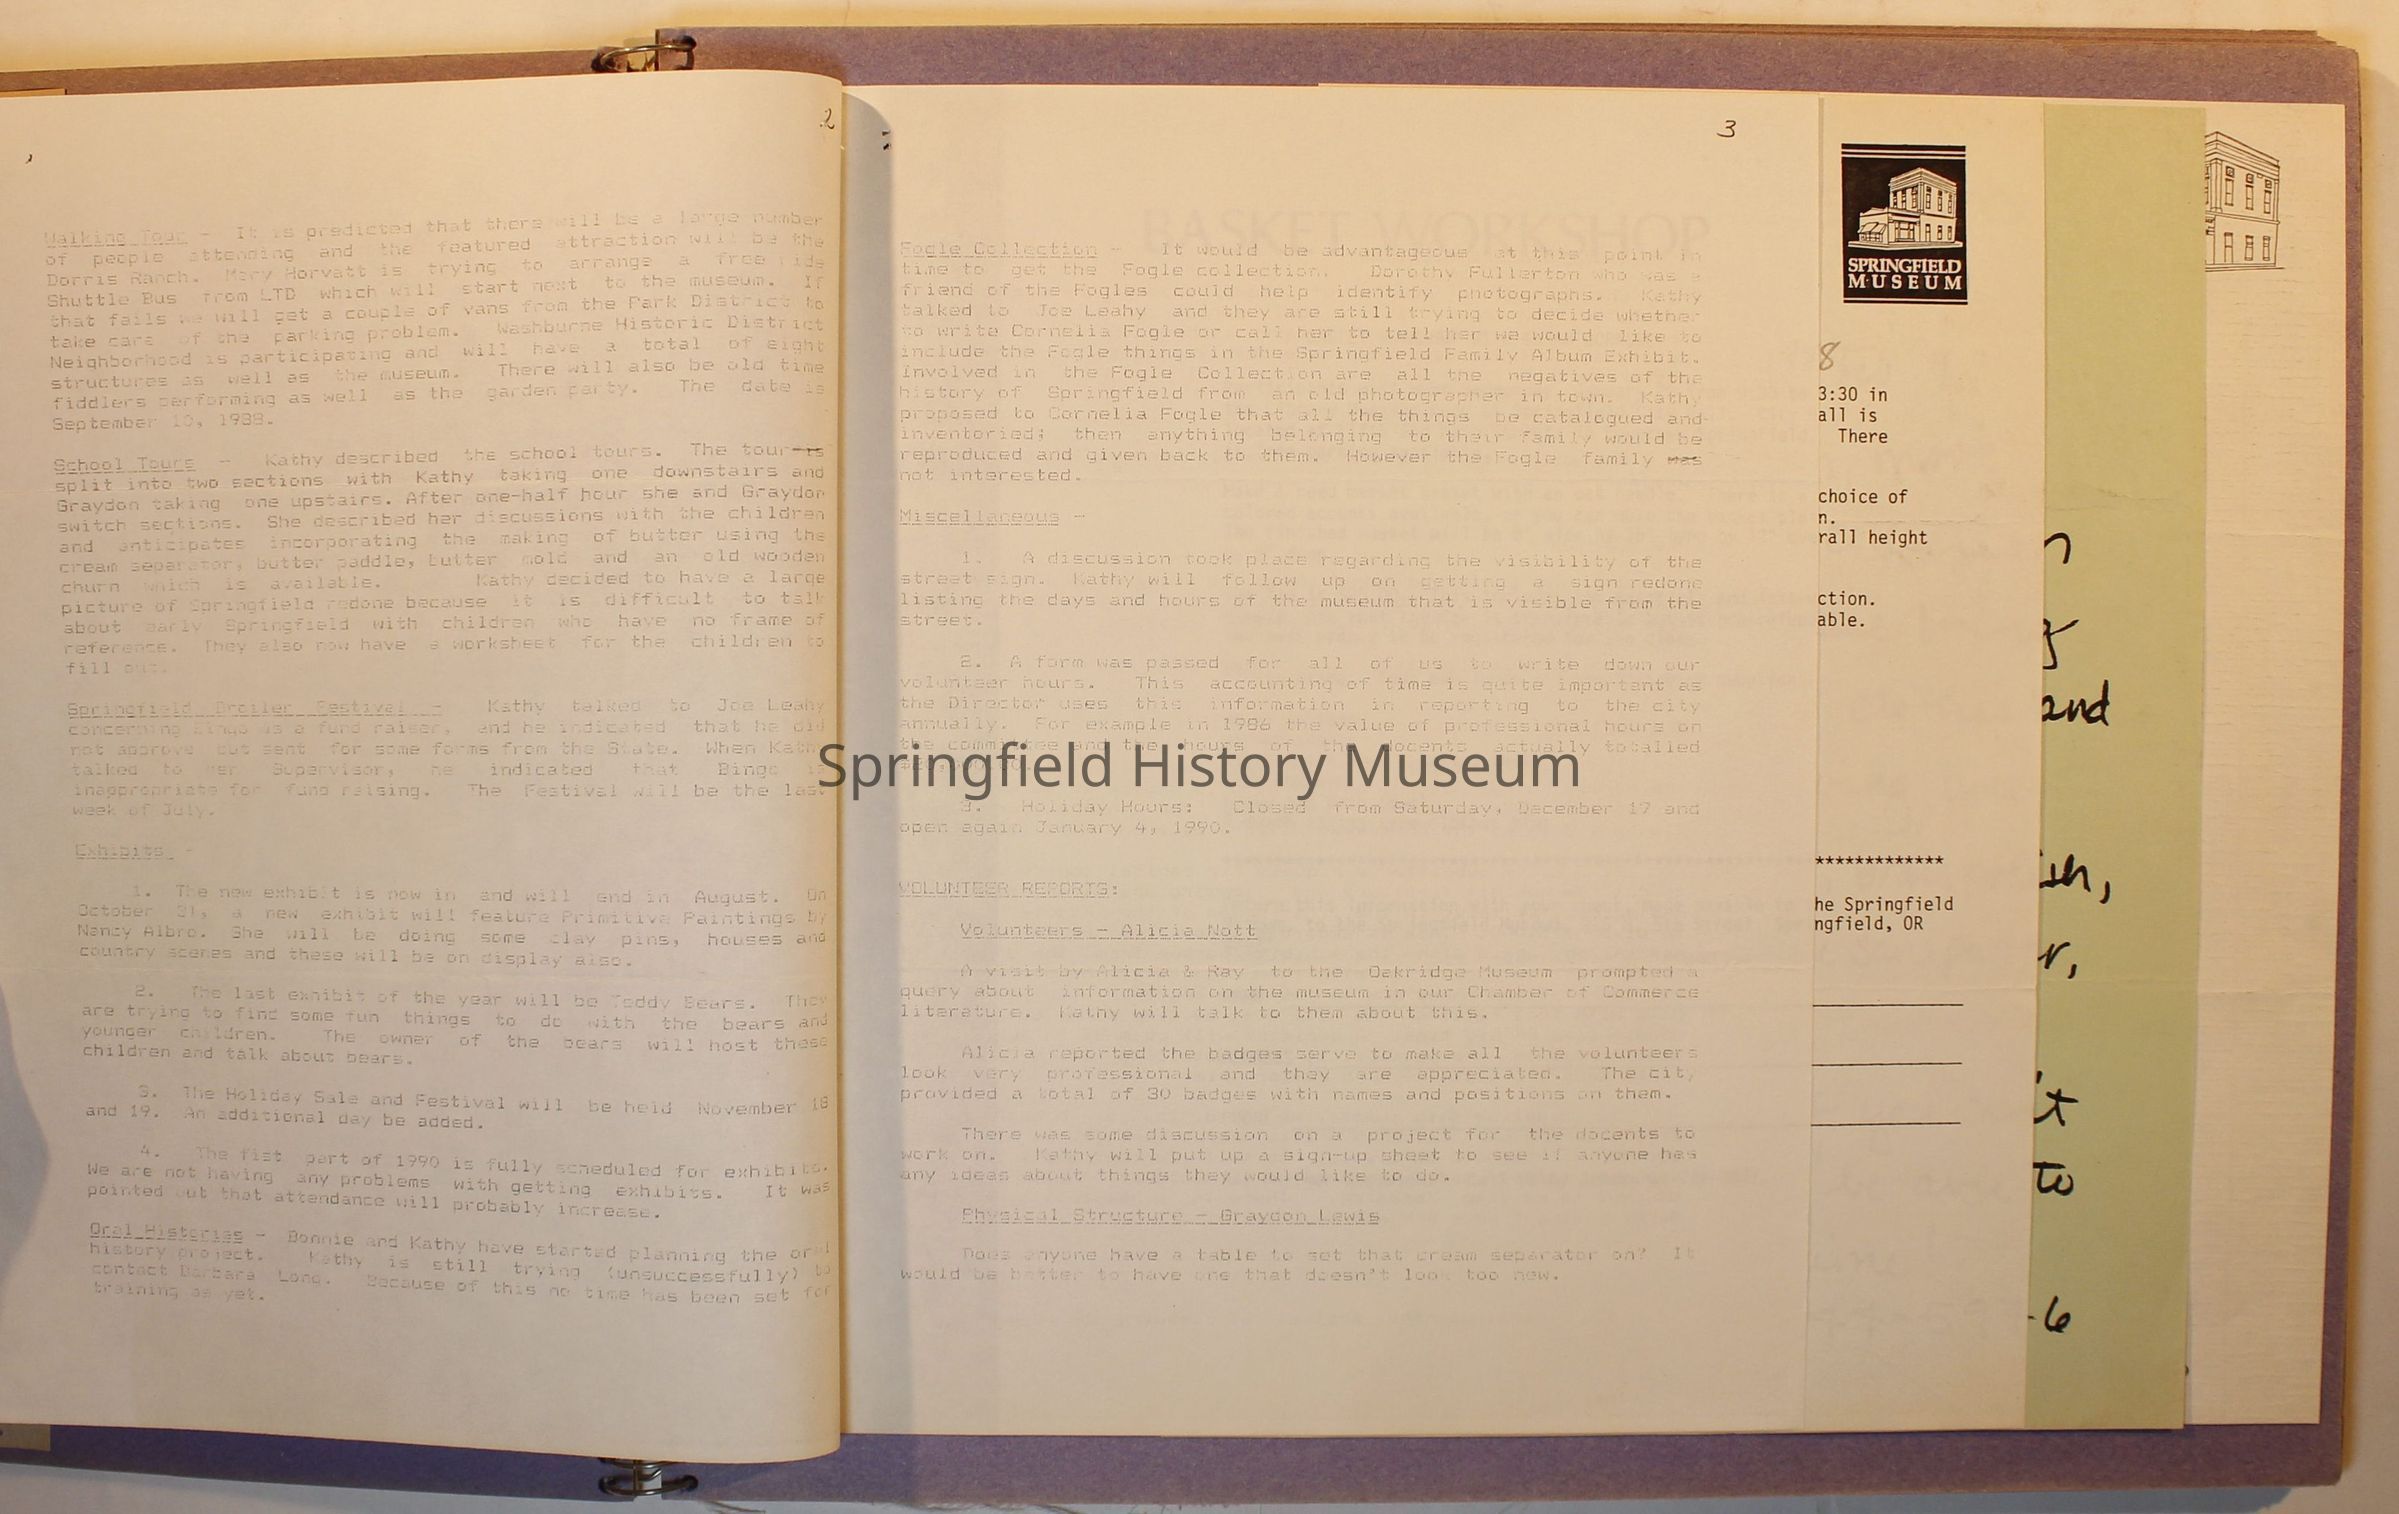 2
Walking Tour - It is predicted that there will be a large number
of people attending and the featured attraction will be the
Dorris Ranch. Mary Horvatt is trying to arrange a free ride
Shuttle Bus from LTD which will start next to the museum. If
that fails we will get a couple of vans from the Park District to
take care of the parking problem. Washburne Historic District
Neighborhood is participating and will have a total of eight
structures as well as the museum. There will also be old time
fiddlers performing as well as the garden party. The date is
September 10, 1988.
School Tours - Kathy described the school tours. The tour is
split into two sections with Kathy taking one downstairs and
Graydon taking one upstairs. After one-half hour she and Graydon
switch sections. She described her discussions with the children
and anticipates incorporating the making of butter using the
cream separator, butter paddle, butter mold and an old wooden
churn which is available. Kathy decided to have a large
picture of Springfield redone because it is difficult to talk
about early Springfield with children who have no frame of
reference. They also now have a worksheet for the children to
fill out.
Springfield Broiler Festival - Kathy talked to Joe Leahy
concerning Bingo as a fund raiser, and he indicated that he did
not approve but sent for some forms from the State. When Kathy
talked to her Supervisor, he indicated that Bingo is
inappropriate for fund raising. The Festival will be the last
week of July.
Exhibits -
1. The new exhibit is now in and will end in August. On
October 31, a new exhibit will feature Primitive Paintings by
Nancy Albro. She will be doing some clay pins, houses and
country scenes and these will be on display also.
2. The last exhibit of the year will be Teddy Bears. They
are trying to find some fun things to do with the bears and
younger children. The owner of the bears will host these
children and talk about bears.
3. The Holiday Sale and Festival will be held November 18
and 19. An additional day be added.
4. The fist part of 1990 is fully scheduled for exhibits.
We are not having any problems with getting exhibits. It was
pointed out that attendance will probably increase.
Oral Histories - Bonnie and Kathy have started planning the oral
history project. Kathy is still trying (unsuccessfully) to
contact Barbara Long. Because of this no time has been set for
training as yet.
3
Fogle Collection - It would be advantageous at this point in
time to get the Fogle collection. Dorothy Fullerton who was a
friend of the Fogles could help identify photographs. Kathy
talked to Joe Leahy and they are still trying to decide whether
to write Cornelia Fogle or call her to tell her we would like to
include the Fogle things in the Springfield Family Album Exhibit.
Involved in the Fogle Collection are all the negatives of the
history of Springfield from an old photographer in town. Kathy
proposed to Cornelia Fogle that all the things be catalogued and
inventoried; then anything belonging to their family would be
reproduced and given back to them. However the Fogle family was
not interested.
Miscellaneous -
1. A discussion took place regarding the visibility of the
street sign. Kathy will follow up on getting a sign redone
listing the days and hours of the museum that is visible from the
street.
2. A form was passed for all of us to write down our
volunteer hours. This accounting of time is quite important as
the Director uses this information in reporting to the city
annually. For example in 1986 the value of professional hours on
the committee and the hours of the docents actually totalled
3. Holiday Hours: Closed from Saturday, December 17 and
open again January 4, 1990.
VOLUNTEER REPORTS:
Volunteers - Alicia Nott
A visit by Alicia & Ray to the Oakridge Museum prompted a
query about information on the museum in our Chamber of Commerce
literature. Kathy will talk to them about this.
Alicia reported the badges serve to make all the volunteers
look very professional and they are appreciated. The city
provided a total of 30 badges with names and positions on them.
There was some discussion on a project for the docents to
work on. Kathy will put up a sign-up sheet to see if anyone has
any ideas about things they would like to do.
Physical Structure - Graydon Lewis
Does anyone have a table to set that cream separator on? It
would be better to have one that doesn't look too new.
Springfield History Museum
SPRINGFIELD
MUSEUM
8
3:30 in
all is
There
choice of
n.
rall height
ction.
able.
*************
he Springfield
ngfield, OR
and
r,
to
-6